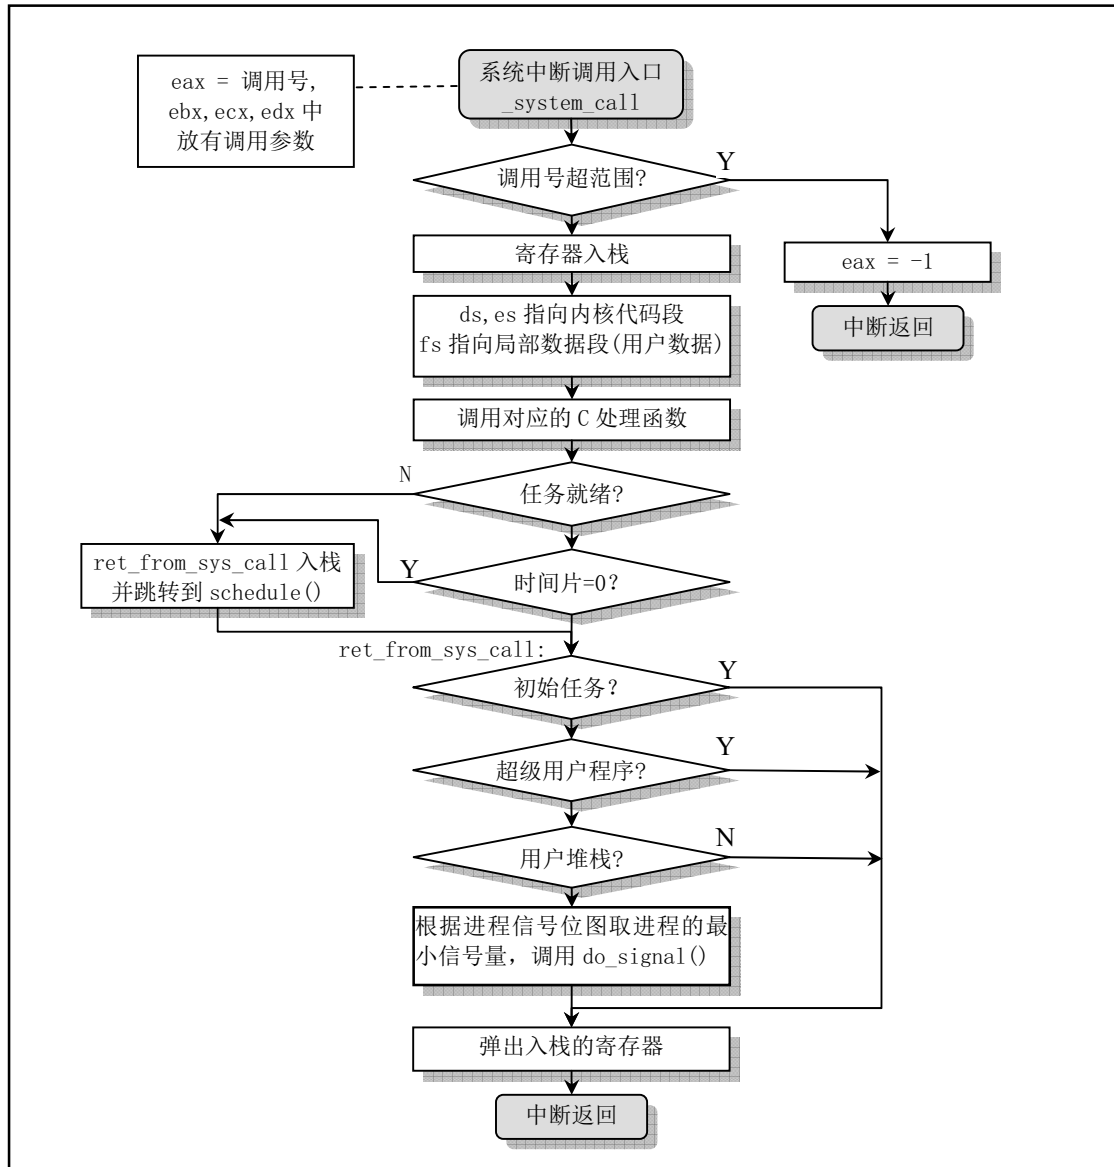 eax = 调用号,
ebx,ecx,edx 中
放有调用参数
系统中断调用入口
_system_call
调用号超范围?
Y
寄存器入栈
eax = -1
中断返回
ds,es 指向内核代码段
fs 指向局部数据段(用户数据)
调用对应的 C 处理函数
N
任务就绪?
ret_from_sys_call 入栈
并跳转到 schedule()
Y
时间片=0?
ret_from_sys_call:
初始任务?
Y
超级用户程序?
Y
用户堆栈?
N
根据进程信号位图取进程的最
小信号量，调用 do_signal()
弹出入栈的寄存器
中断返回